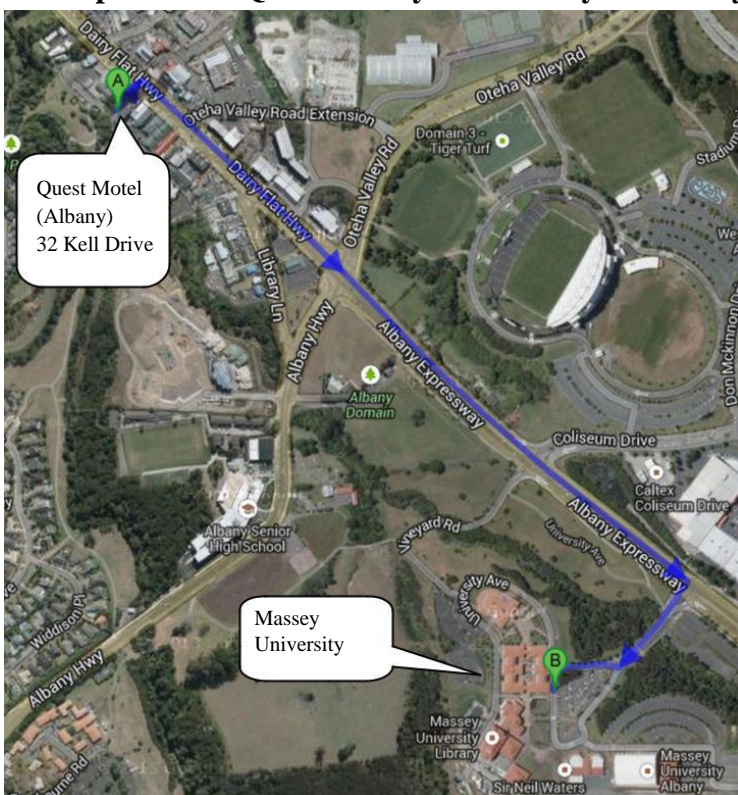 Dairy Flat Hwy
A
Oteha Valley Road Extension
Oteha Valley Rd
Domain 3 -
Tiger Turf
Stadium D
Quest Motel
(Albany)
32 Kell Drive
Dairy Flat Hwy
Oteha Valley Rd
We
Library Ln
Albany Hwy
Albany Expressway
Don Mckinnon Dr
Albany
Domain
Coliseum Drive
Caltex
Coliseum Drive
Albany Senior
High School
Vineyard Rd
University Ave
Albany Expressway
Widdison Pl
University Ave
Massey
University
B
Albany Hwy
Massey
University
Library
Massey
University
Albany
Sir Neil Waters
ourne Rd